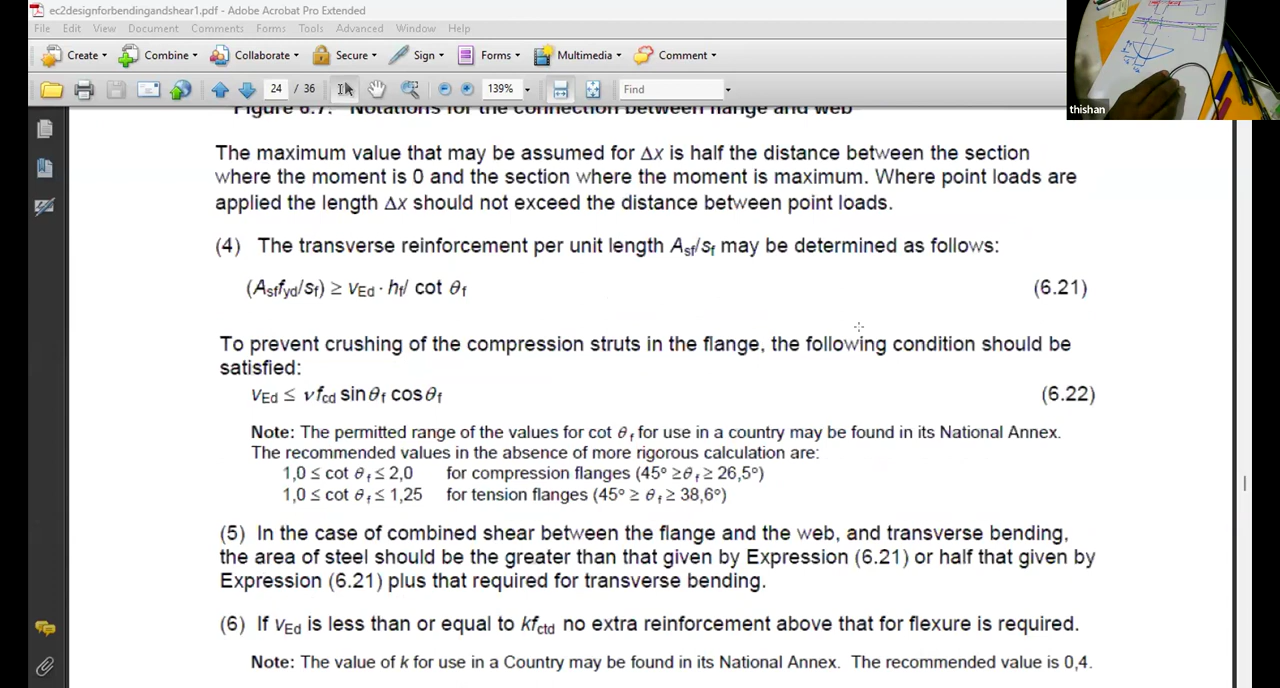 ec2designforbendingandshear1.pdf - Adobe Acrobat Pro Extended
File Edit View Document Comments Forms Tools Advanced Window Help
Create Combine Collaborate Secure Sign Forms Multimedia Comment
24 / 36 139% Find
thishan
Figure 6.7: Notations for the connection between flange and web
The maximum value that may be assumed for Δx is half the distance between the section
where the moment is 0 and the section where the moment is maximum. Where point loads are
applied the length Δx should not exceed the distance between point loads.
(4) The transverse reinforcement per unit length Asf/sf may be determined as follows:
(Asffyd/sf) ≥ vEd · hf/ cot θf (6.21)
To prevent crushing of the compression struts in the flange, the following condition should be
satisfied:
vEd ≤ νfcd sinθf cosθf (6.22)
Note: The permitted range of the values for cot θf for use in a country may be found in its National Annex.
The recommended values in the absence of more rigorous calculation are:
1,0 ≤ cot θf ≤ 2,0 for compression flanges (45° ≥θf ≥ 26,5°)
1,0 ≤ cot θf ≤ 1,25 for tension flanges (45° ≥ θf ≥ 38,6°)
(5) In the case of combined shear between the flange and the web, and transverse bending,
the area of steel should be the greater than that given by Expression (6.21) or half that given by
Expression (6.21) plus that required for transverse bending.
(6) If vEd is less than or equal to kfctd no extra reinforcement above that for flexure is required.
Note: The value of k for use in a Country may be found in its National Annex. The recommended value is 0,4.